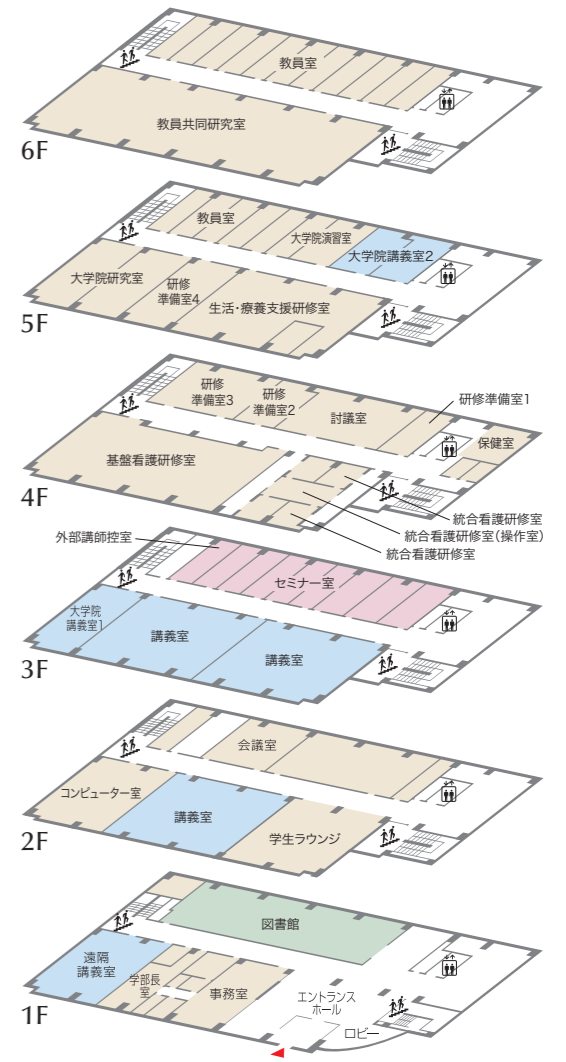 教員室
教員共同研究室
6F
教員室
大学院演習室
大学院講義室2
大学院研究室
研修
準備室4
生活・療養支援研修室
5F
研修
準備室3
研修
準備室2
討議室
研修準備室1
保健室
基盤看護研修室
4F
統合看護研修室
統合看護研修室(操作室)
統合看護研修室
外部講師控室
セミナー室
大学院
講義室1
講義室
講義室
3F
会議室
コンピューター室
講義室
学生ラウンジ
2F
図書館
遠隔
講義室
学部長
室
事務室
エントランス
ホール
ロビー
1F